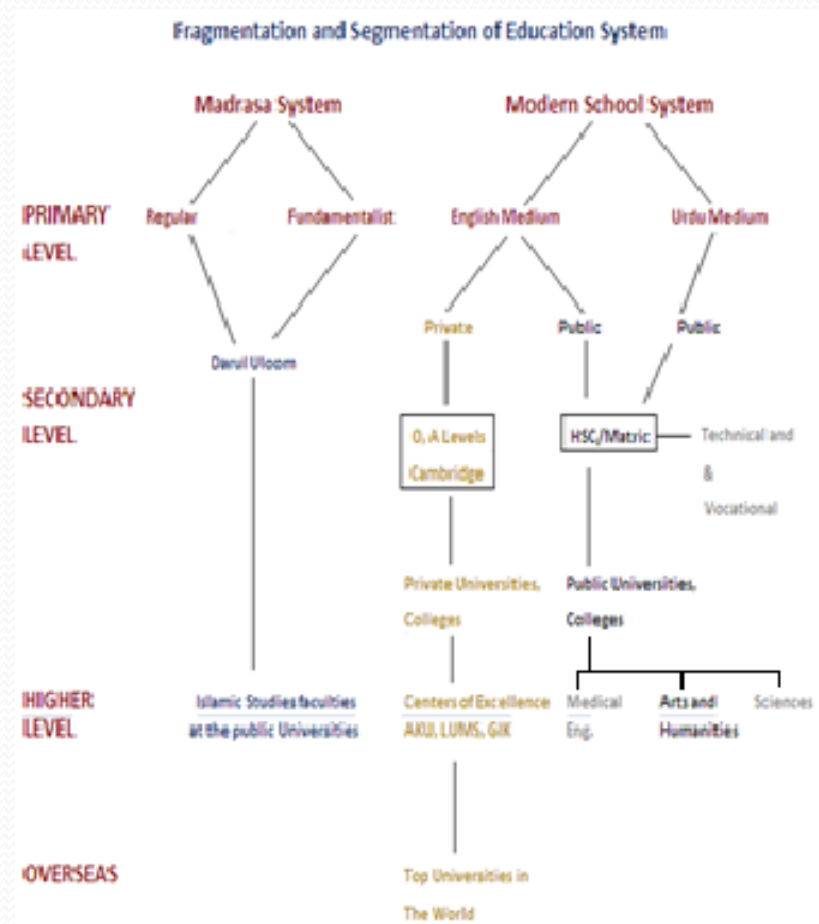 Fragmentation and Segmentation of Education System
Madrasa System
Modern School System
PRIMARY
LEVEL
Regular
Fundamentalist
English Medium
Urdu Medium
Private
Public
Public
Darul Uloom
SECONDARY
LEVEL
O, A Levels
Cambridge
HSC/Matric
Technical and
&
Vocational
Private Universities,
Colleges
Public Universities,
Colleges
HIGHER
LEVEL
Islamic Studies faculties
at the public Universities
Centers of Excellence
AKU, LUMS, GIK
Medical
Eng.
Arts and
Humanities
Sciences
OVERSEAS
Top Universities in
The World